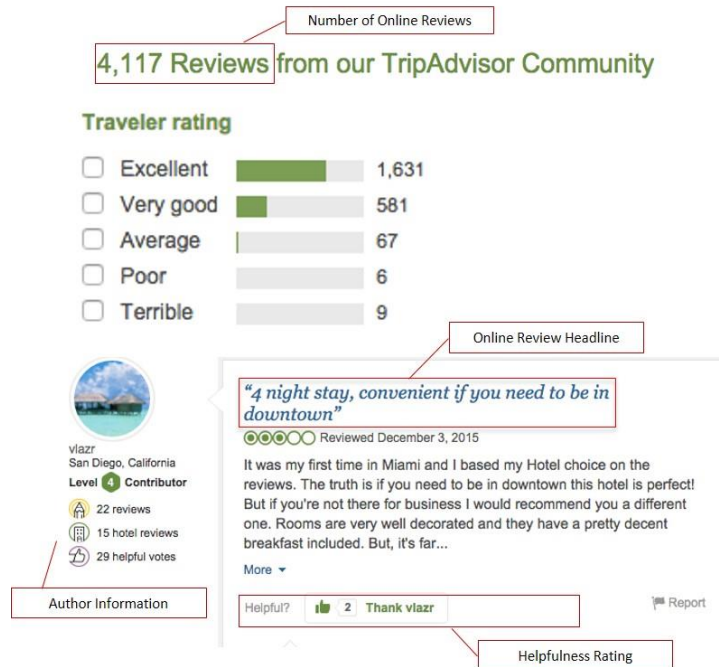 Number of Online Reviews
4,117 Reviews from our TripAdvisor Community
Traveler rating
Excellent 1,631
Very good 581
Average 67
Poor 6
Terrible 9
Online Review Headline
“4 night stay, convenient if you need to be in
downtown”
Reviewed December 3, 2015
It was my first time in Miami and I based my Hotel choice on the
reviews. The truth is if you need to be in downtown this hotel is perfect!
But if you're not there for business I would recommend you a different
one. Rooms are very well decorated and they have a pretty decent
breakfast included. But, it's far...
More
vlazr
San Diego, California
Level 4 Contributor
22 reviews
15 hotel reviews
29 helpful votes
Author Information
Helpful? 2 Thank vlazr
Report
Helpfulness Rating